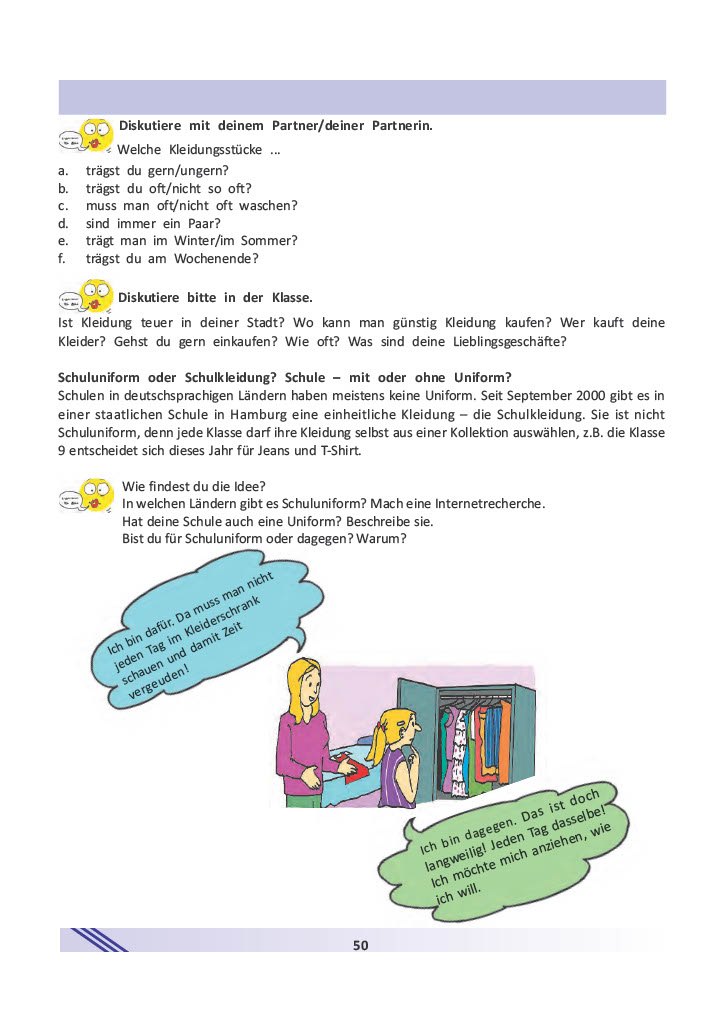 Diskutiere mit deinem Partner/deiner Partnerin.
Welche Kleidungsstücke ...
a. trägst du gern/ungern?
b. trägst du oft/nicht so oft?
c. muss man oft/nicht oft waschen?
d. sind immer ein Paar?
e. trägt man im Winter/im Sommer?
f. trägst du am Wochenende?
Diskutiere bitte in der Klasse.
Ist Kleidung teuer in deiner Stadt? Wo kann man günstig Kleidung kaufen? Wer kauft deine
Kleider? Gehst du gern einkaufen? Wie oft? Was sind deine Lieblingsgeschäfte?
Schuluniform oder Schulkleidung? Schule – mit oder ohne Uniform?
Schulen in deutschsprachigen Ländern haben meistens keine Uniform. Seit September 2000 gibt es in
einer staatlichen Schule in Hamburg eine einheitliche Kleidung – die Schulkleidung. Sie ist nicht
Schuluniform, denn jede Klasse darf ihre Kleidung selbst aus einer Kollektion auswählen, z.B. die Klasse
9 entscheidet sich dieses Jahr für Jeans und T-Shirt.
Wie findest du die Idee?
In welchen Ländern gibt es Schuluniform? Mach eine Internetrecherche.
Hat deine Schule auch eine Uniform? Beschreibe sie.
Bist du für Schuluniform oder dagegen? Warum?
Ich bin dafür. Da muss man nicht
jeden Tag im Kleiderschrank
schauen und damit Zeit
vergeuden!
Ich bin dagegen. Das ist doch
langweilig! Jeden Tag dasselbe!
Ich möchte mich anziehen, wie
ich will.
50